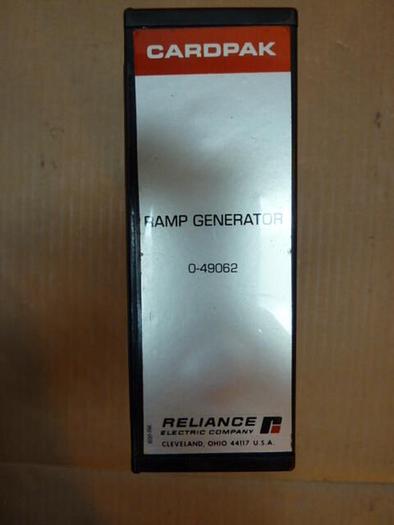 CARDPAK
RAMP GENERATOR
0-49062
RELIANCE
ELECTRIC COMPANY
CLEVELAND, OHIO 44117 U.S.A.